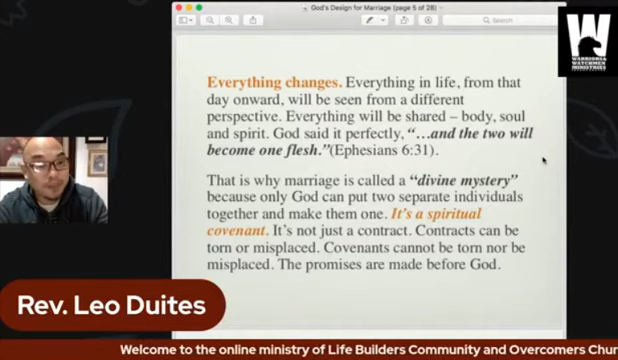 God's Design for Marriage (page 5 of 28)
Search
WARRIORS &
WATCHMEN
MINISTRIES
Everything changes. Everything in life, from that
day onward, will be seen from a different
perspective. Everything will be shared – body, soul
and spirit. God said it perfectly, “…and the two will
become one flesh.”(Ephesians 6:31).
That is why marriage is called a “divine mystery”
because only God can put two separate individuals
together and make them one. It's a spiritual
covenant. It's not just a contract. Contracts can be
torn or misplaced. Covenants cannot be torn nor be
misplaced. The promises are made before God.
Rev. Leo Duites
Welcome to the online ministry of Life Builders Community and Overcomers Chur